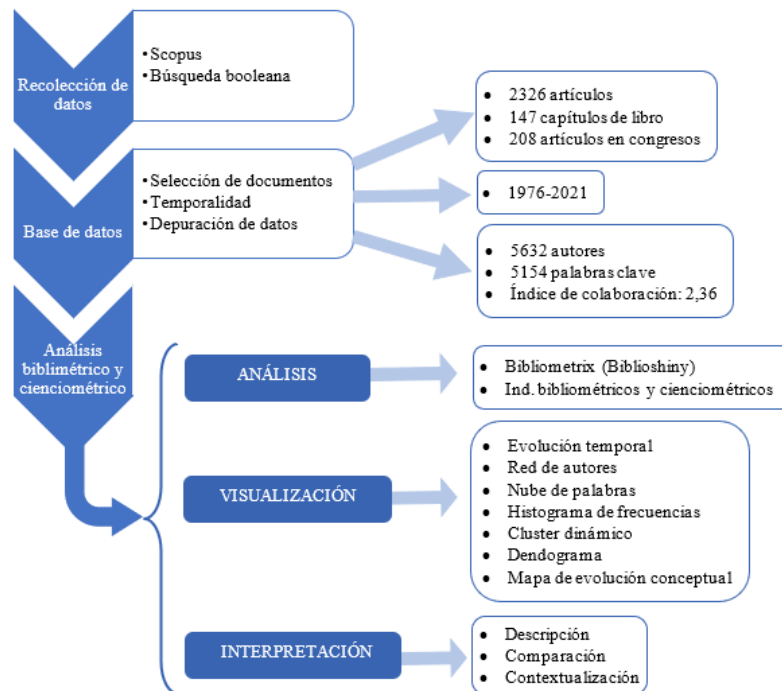 Recolección de
datos
• Scopus
• Búsqueda booleana
Base de datos
• Selección de documentos
• Temporalidad
• Depuración de datos
• 2326 artículos
• 147 capítulos de libro
• 208 artículos en congresos
• 1976-2021
• 5632 autores
• 5154 palabras clave
• Índice de colaboración: 2,36
Análisis
biblimétrico y
cienciométrico
ANÁLISIS
• Bibliometrix (Biblioshiny)
• Ind. bibliométricos y cienciométricos
VISUALIZACIÓN
• Evolución temporal
• Red de autores
• Nube de palabras
• Histograma de frecuencias
• Cluster dinámico
• Dendograma
• Mapa de evolución conceptual
INTERPRETACIÓN
• Descripción
• Comparación
• Contextualización